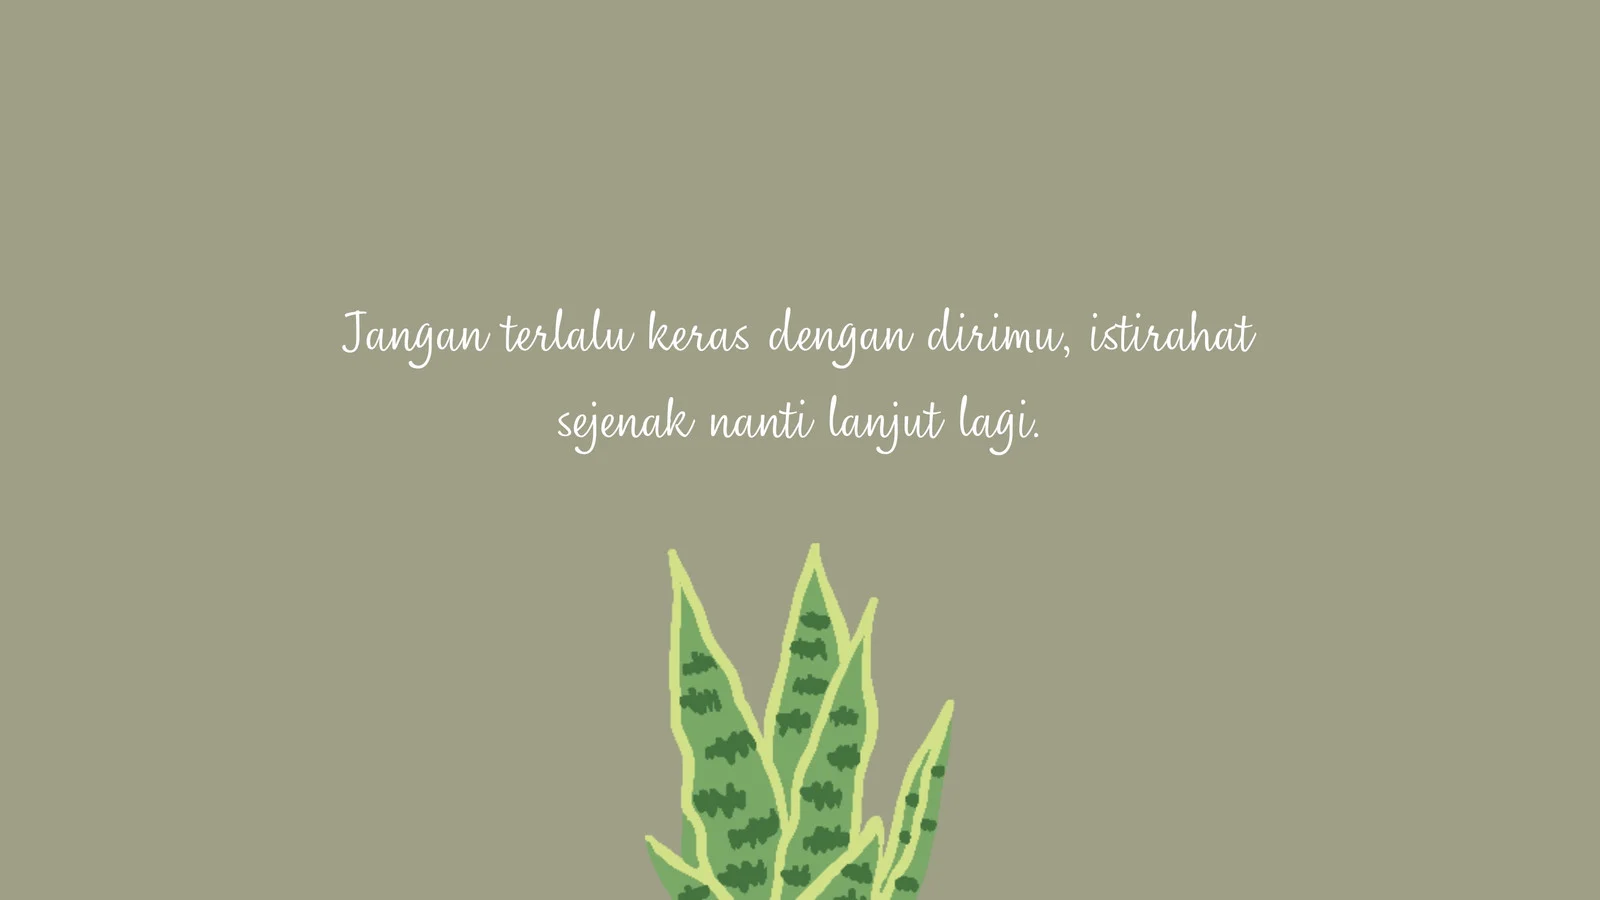 Jangan terlalu keras dengan dirimu, istirahat
sejenak nanti lanjut lagi.